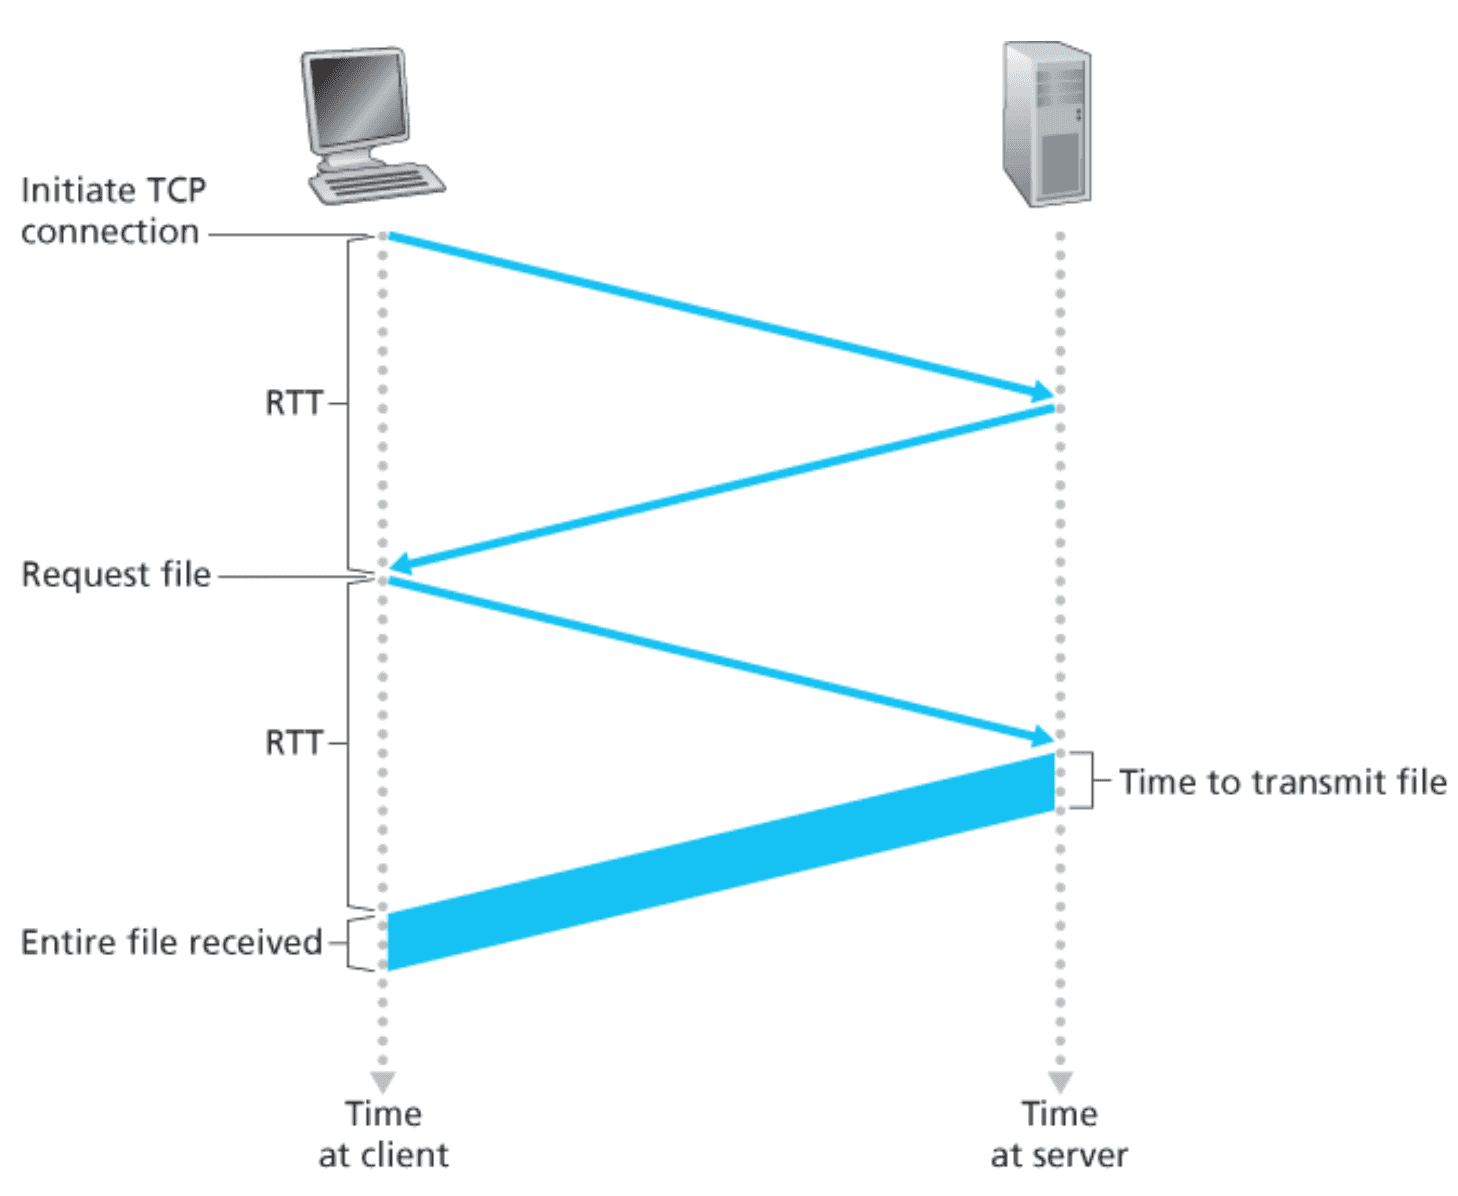 Initiate TCP
connection
RTT
Request file
RTT
Time to transmit file
Entire file received
Time
at client
Time
at server